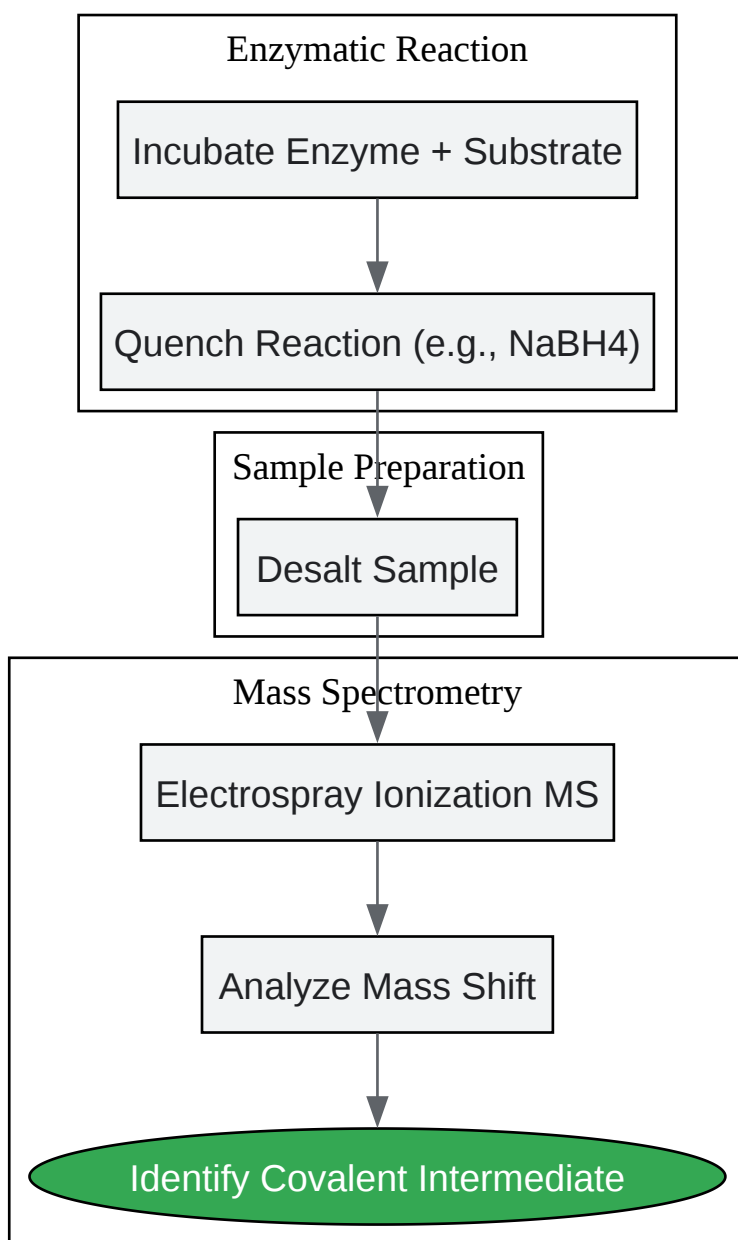 Enzymatic Reaction
Incubate Enzyme + Substrate
Quench Reaction (e.g., NaBH4)
Sample Preparation
Desalt Sample
Mass Spectrometry
Electrospray Ionization MS
Analyze Mass Shift
Identify Covalent Intermediate